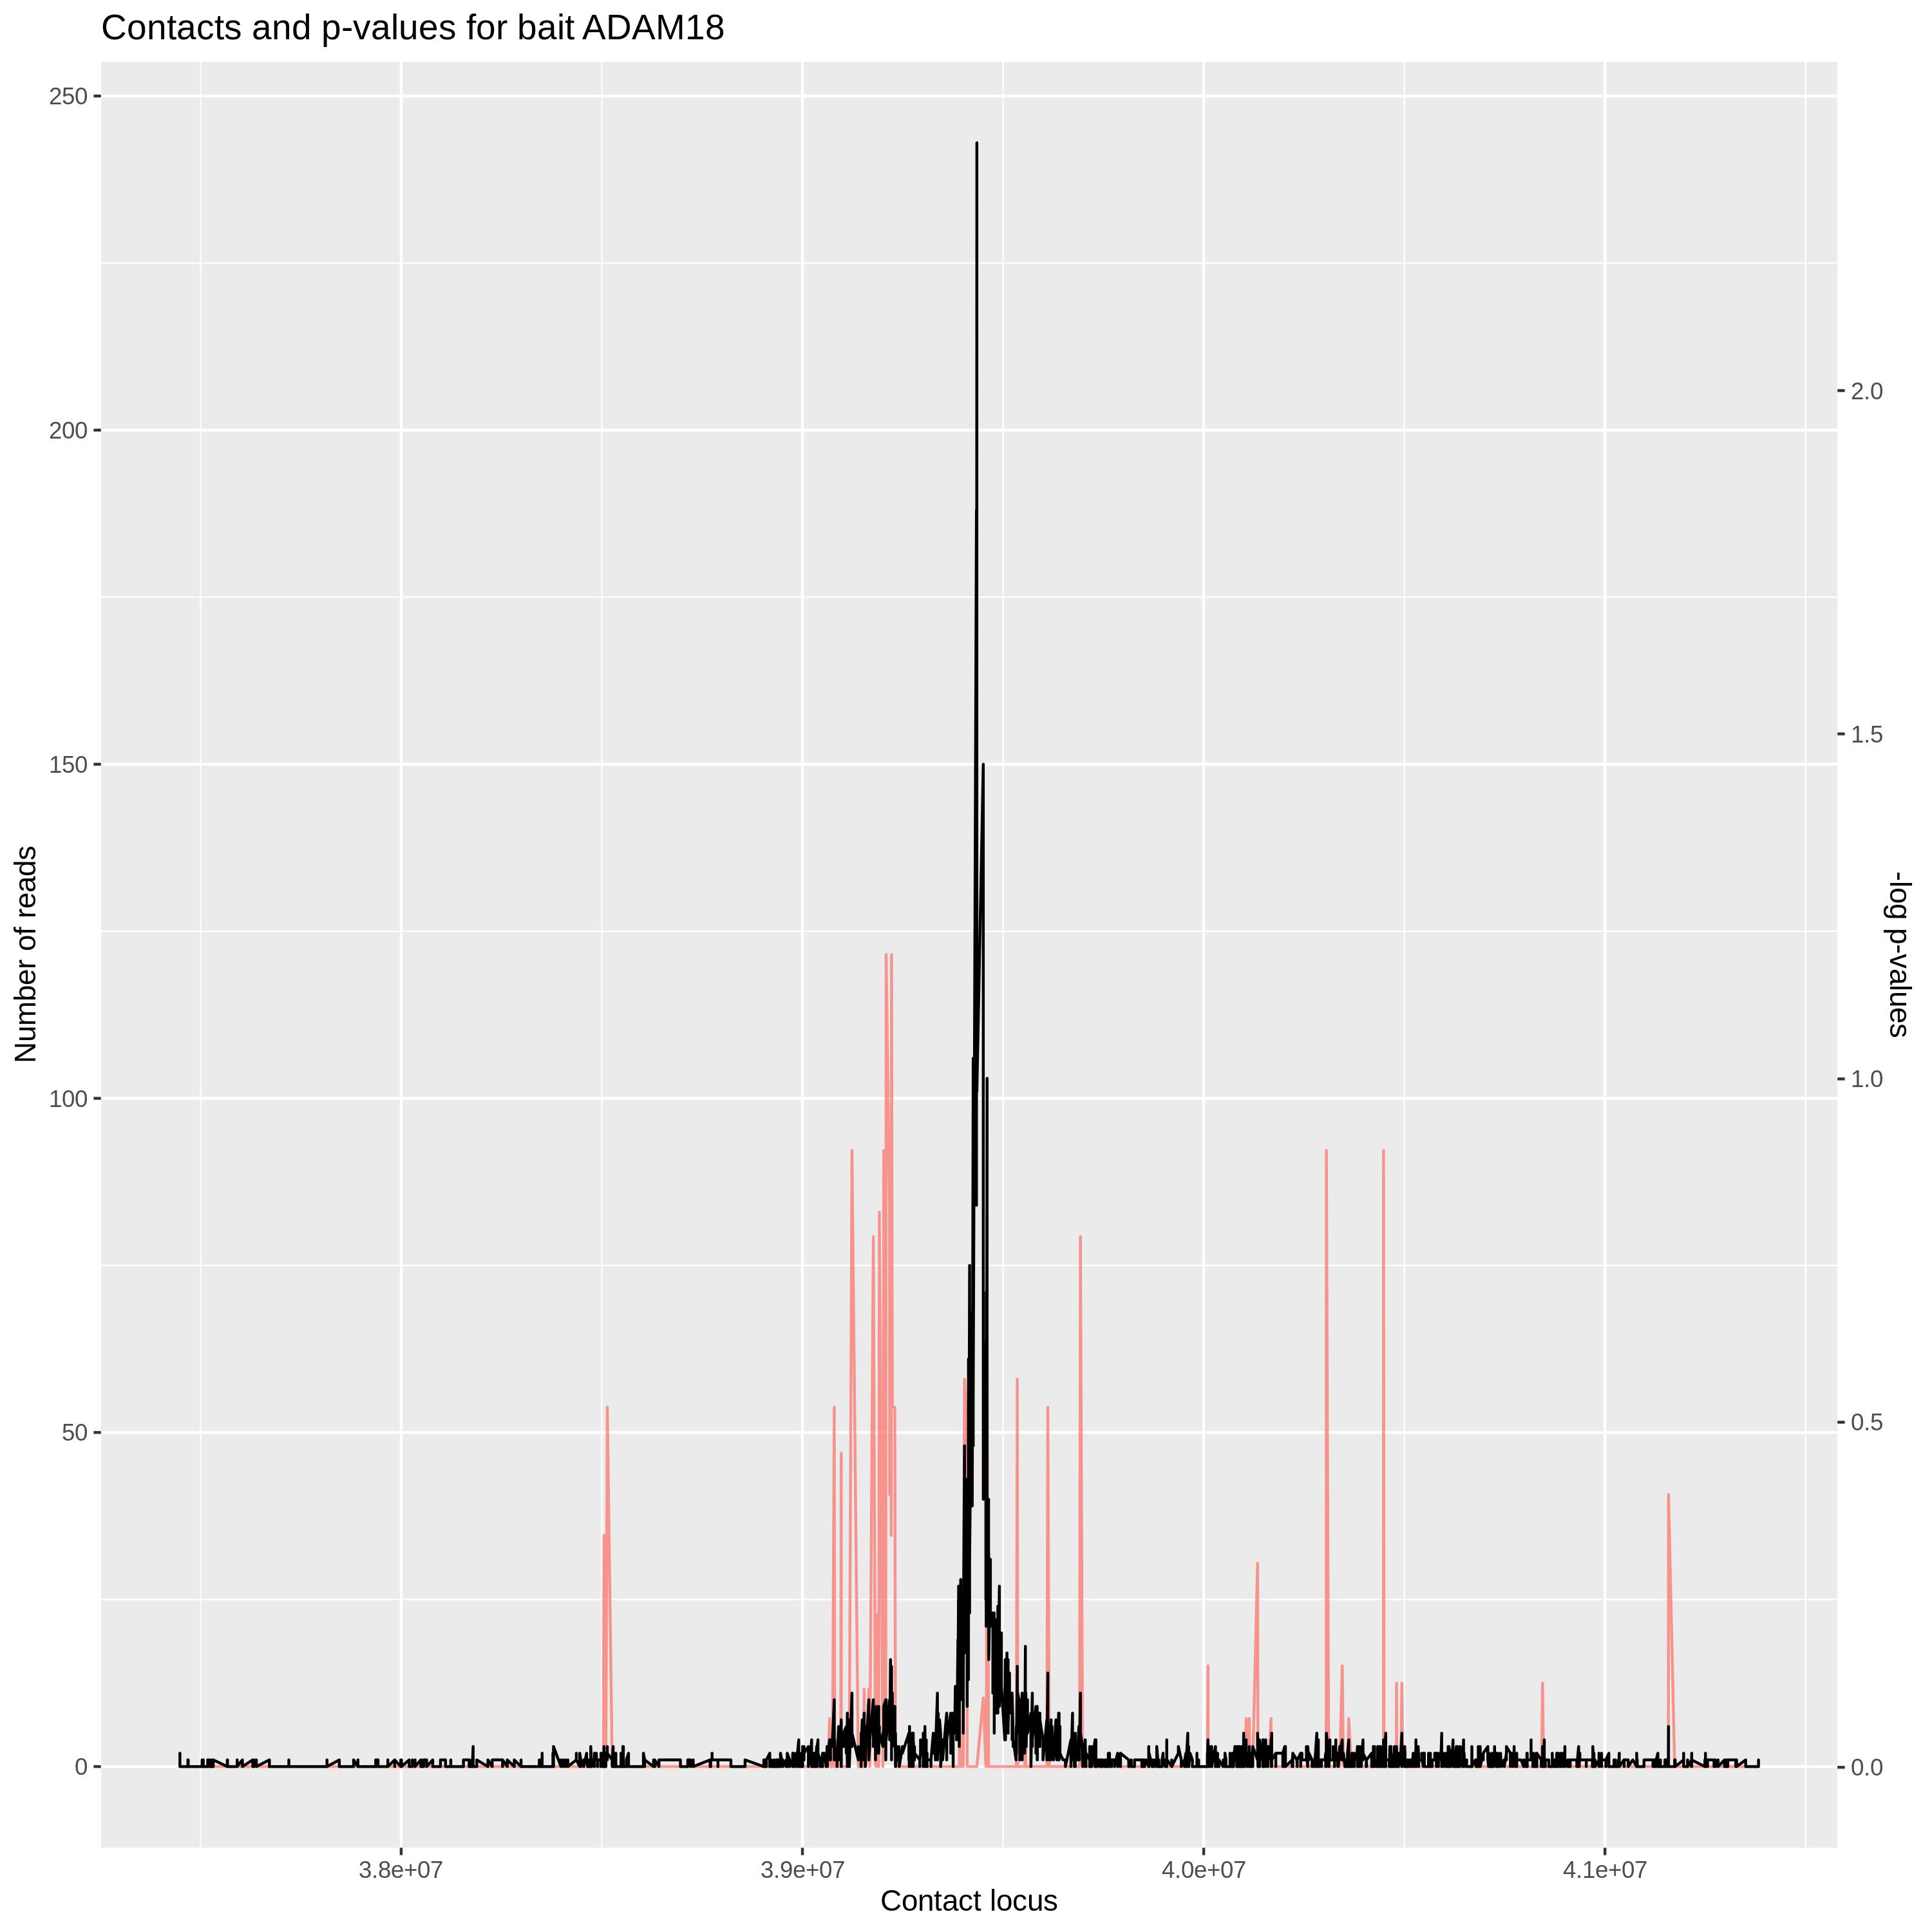 Contacts and p-values for bait ADAM18
250
200
150
100
50
0
Number of reads
2.0
1.5
1.0
0.5
0.0
-log p-values
3.8e+07 3.9e+07 4.0e+07 4.1e+07
Contact locus